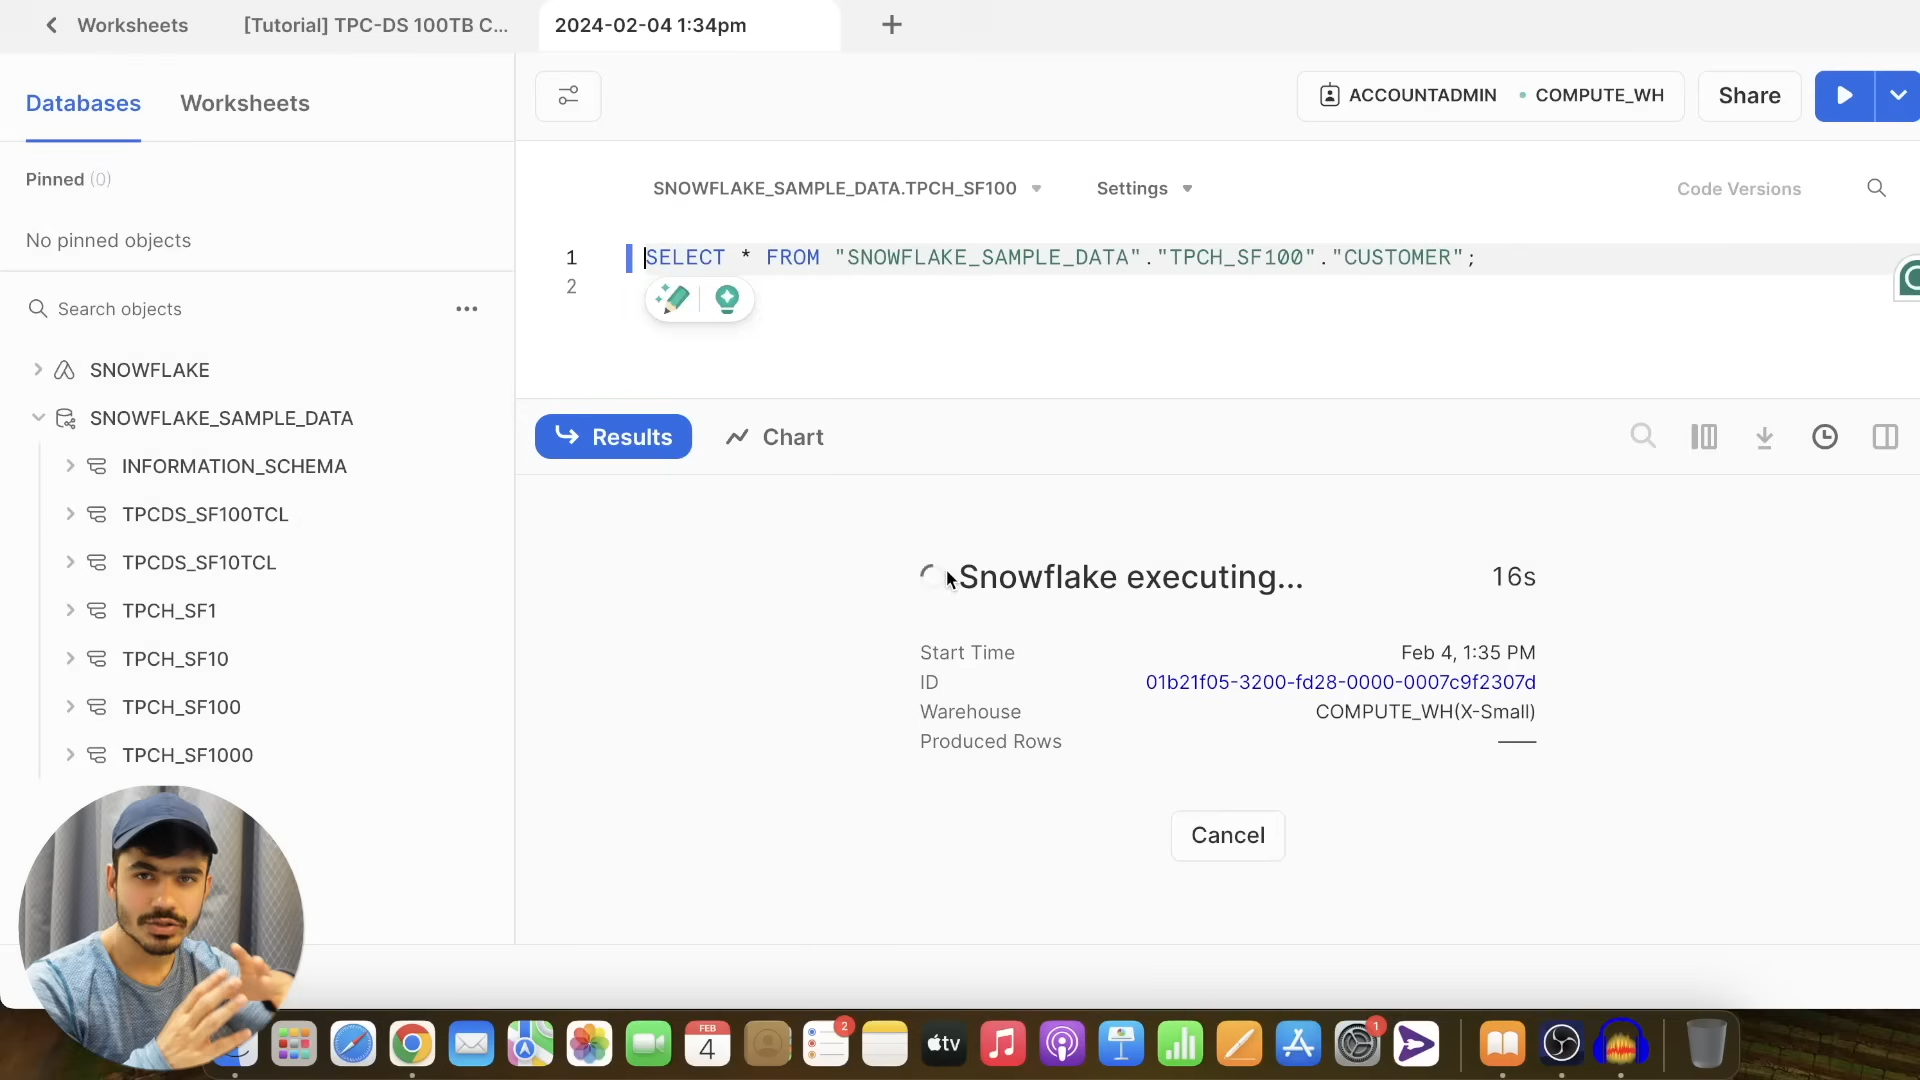 Worksheets
[Tutorial] TPC-DS 100TB C...
2024-02-04 1:34pm
Databases
Worksheets
ACCOUNTADMIN
COMPUTE_WH
Share
Pinned (0)
No pinned objects
SNOWFLAKE_SAMPLE_DATA.TPCH_SF100
Settings
Code Versions
1 SELECT * FROM "SNOWFLAKE_SAMPLE_DATA"."TPCH_SF100"."CUSTOMER";
2
Search objects
SNOWFLAKE
SNOWFLAKE_SAMPLE_DATA
INFORMATION_SCHEMA
TPCDS_SF100TCL
TPCDS_SF10TCL
TPCH_SF1
TPCH_SF10
TPCH_SF100
TPCH_SF1000
Results
Chart
Snowflake executing... 16s
Start Time Feb 4, 1:35 PM
ID 01b21f05-3200-fd28-0000-0007c9f2307d
Warehouse COMPUTE_WH(X-Small)
Produced Rows
Cancel
FEB
4
2
tv
1